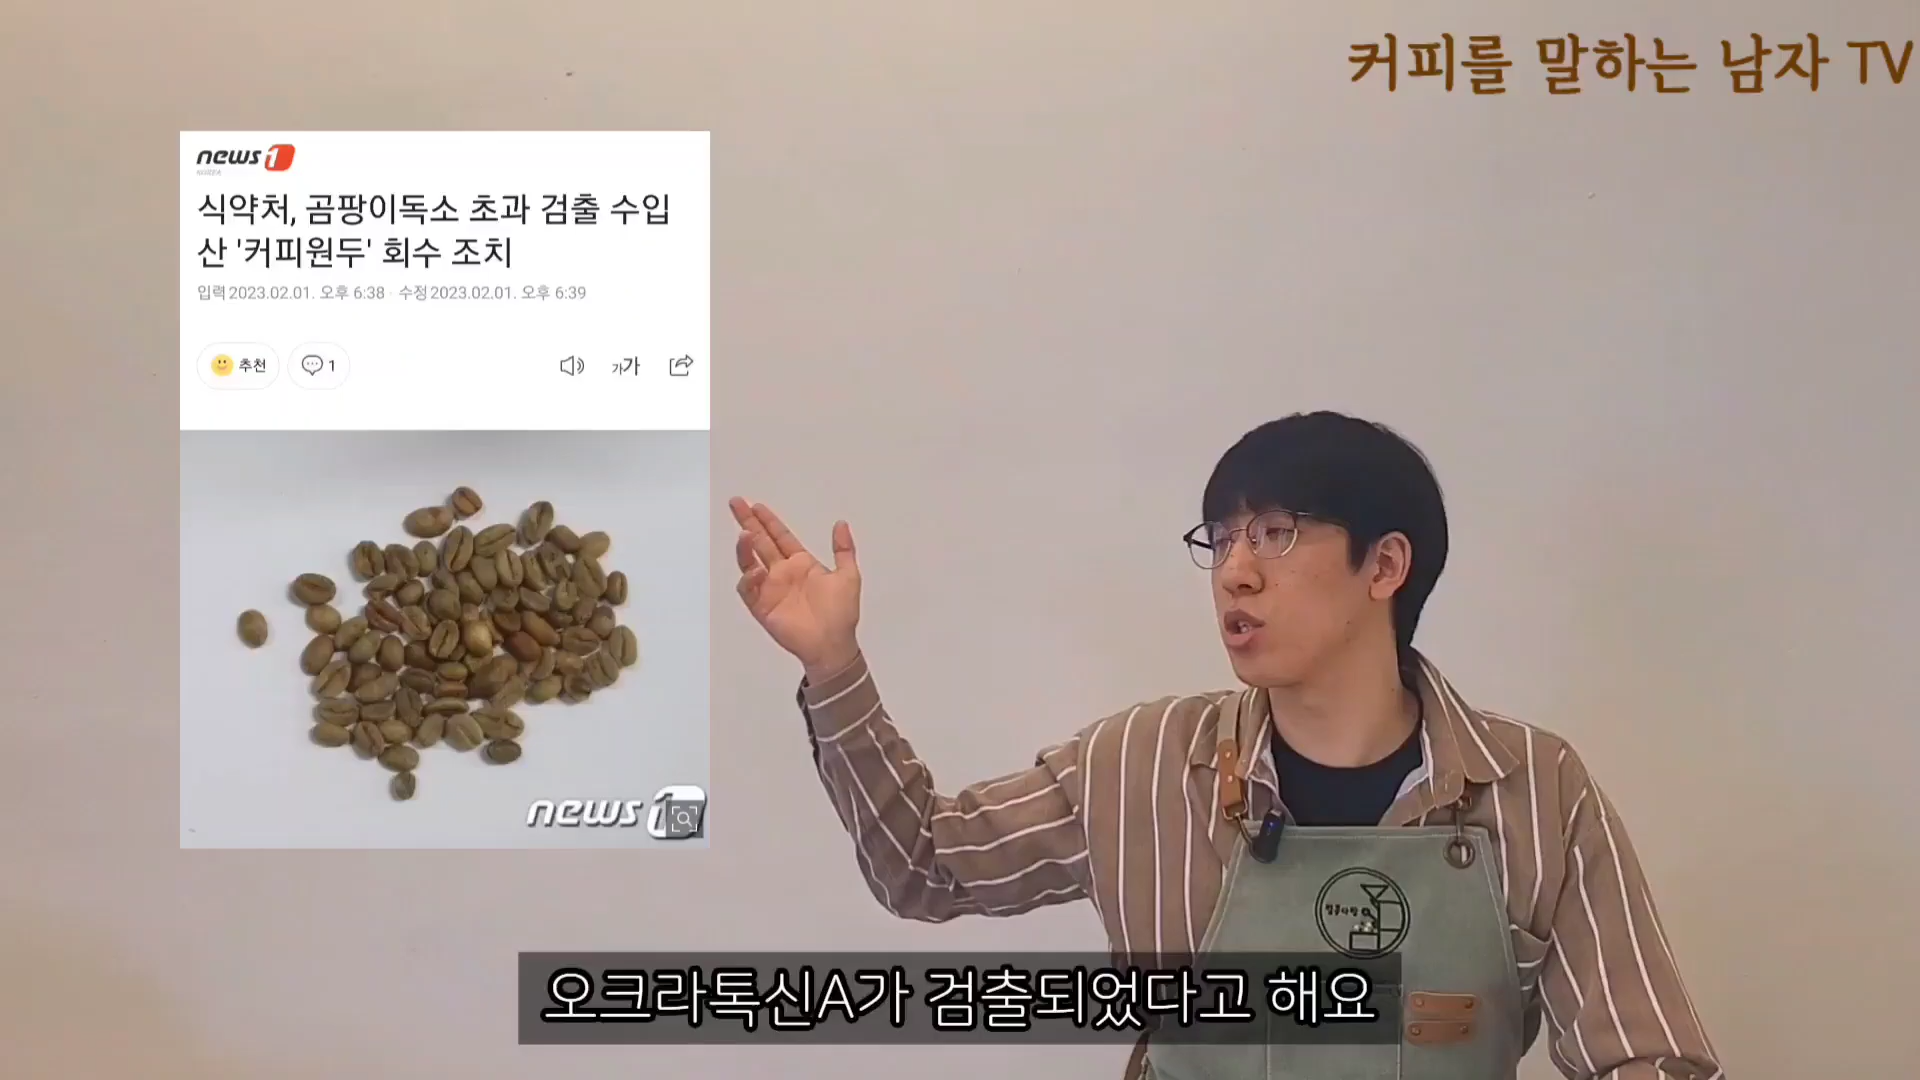 커피를 말하는 남자 TV
news1
식약처, 곰팡이독소 초과 검출 수입
산 '커피원두' 회수 조치
입력 2023.02.01. 오후 6:38 · 수정 2023.02.01. 오후 6:39
추천
1
가가
news1
오크라톡신A가 검출되었다고 해요